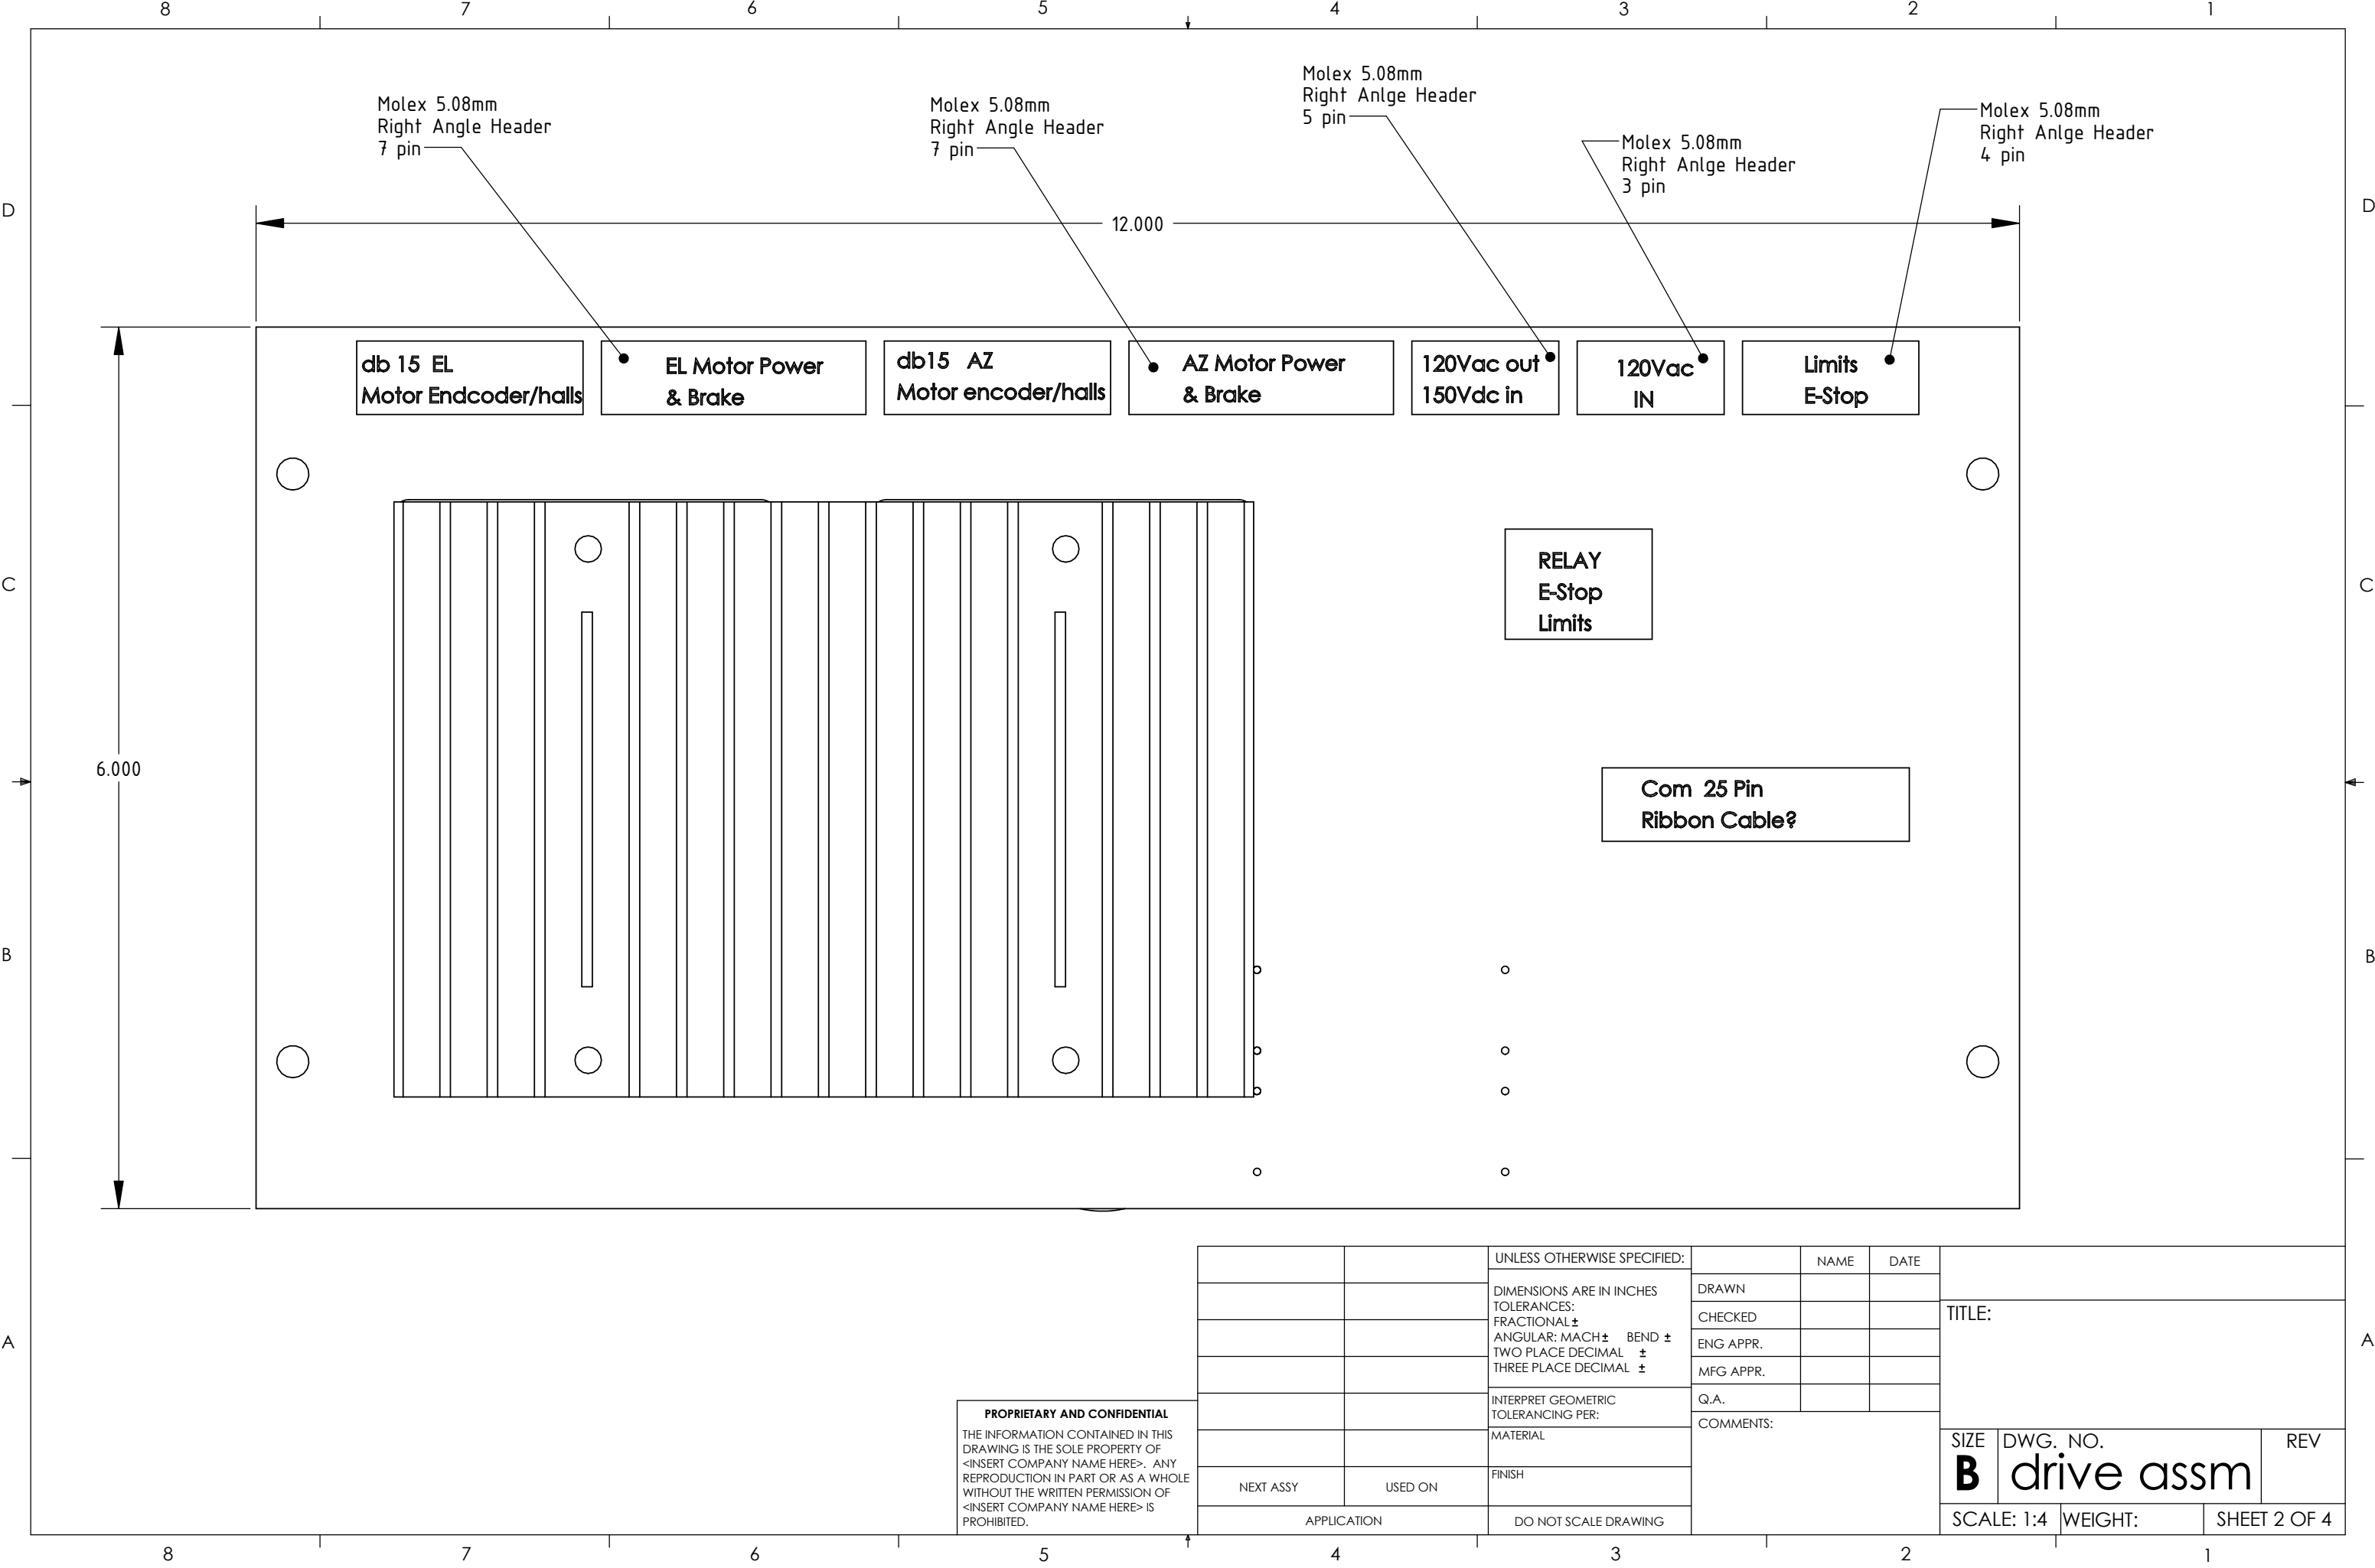 8 7 6 5 4 3 2 1
Molex 5.08mm
Right Angle Header
7 pin
Molex 5.08mm
Right Angle Header
7 pin
Molex 5.08mm
Right Anlge Header
5 pin
Molex 5.08mm
Right Anlge Header
3 pin
Molex 5.08mm
Right Anlge Header
4 pin
D D
12.000
db 15 EL
Motor Endcoder/halls
EL Motor Power
& Brake
db15 AZ
Motor encoder/halls
AZ Motor Power
& Brake
120Vac out
150Vdc in
120Vac
IN
Limits
E-Stop
C C
RELAY
E-Stop
Limits
6.000
Com 25 Pin
Ribbon Cable?
B B
A A
PROPRIETARY AND CONFIDENTIAL
THE INFORMATION CONTAINED IN THIS
DRAWING IS THE SOLE PROPERTY OF
<INSERT COMPANY NAME HERE>. ANY
REPRODUCTION IN PART OR AS A WHOLE
WITHOUT THE WRITTEN PERMISSION OF
<INSERT COMPANY NAME HERE> IS
PROHIBITED.
NEXT ASSY USED ON
APPLICATION
UNLESS OTHERWISE SPECIFIED:
DIMENSIONS ARE IN INCHES
TOLERANCES:
FRACTIONAL ±
ANGULAR: MACH ± BEND ±
TWO PLACE DECIMAL ±
THREE PLACE DECIMAL ±
INTERPRET GEOMETRIC
TOLERANCING PER:
MATERIAL
FINISH
DO NOT SCALE DRAWING
NAME DATE
DRAWN
CHECKED
ENG APPR.
MFG APPR.
Q.A.
COMMENTS:
TITLE:
SIZE DWG. NO. REV
B drive assm
SCALE: 1:4 WEIGHT: SHEET 2 OF 4
8 7 6 5 4 3 2 1